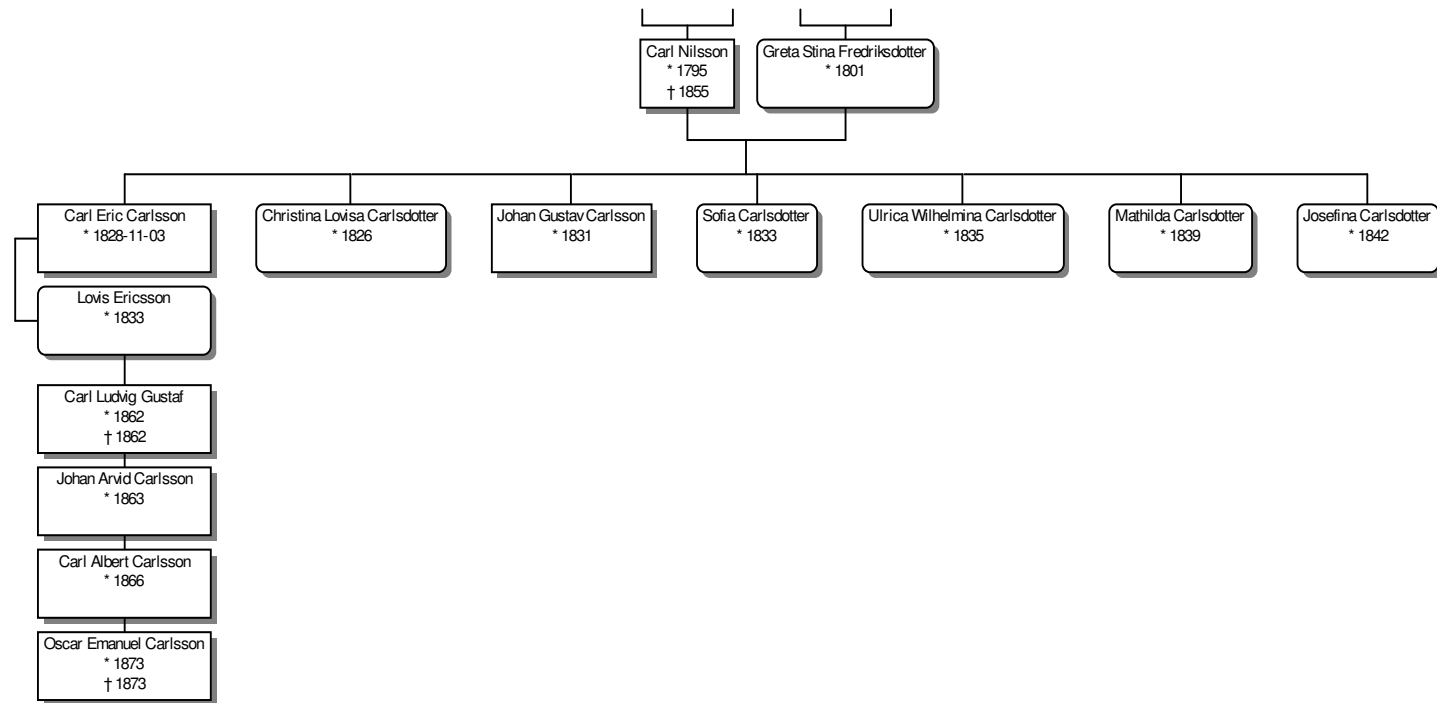 Carl Nilsson
* 1795
† 1855
Greta Stina Fredriksdotter
* 1801
Carl Eric Carlsson
* 1828-11-03
Christina Lovisa Carlsdotter
* 1826
Johan Gustav Carlsson
* 1831
Sofia Carlsdotter
* 1833
Ulrica Wilhelmina Carlsdotter
* 1835
Mathilda Carlsdotter
* 1839
Josefina Carlsdotter
* 1842
Lovis Ericsson
* 1833
Carl Ludvig Gustaf
* 1862
† 1862
Johan Arvid Carlsson
* 1863
Carl Albert Carlsson
* 1866
Oscar Emanuel Carlsson
* 1873
† 1873